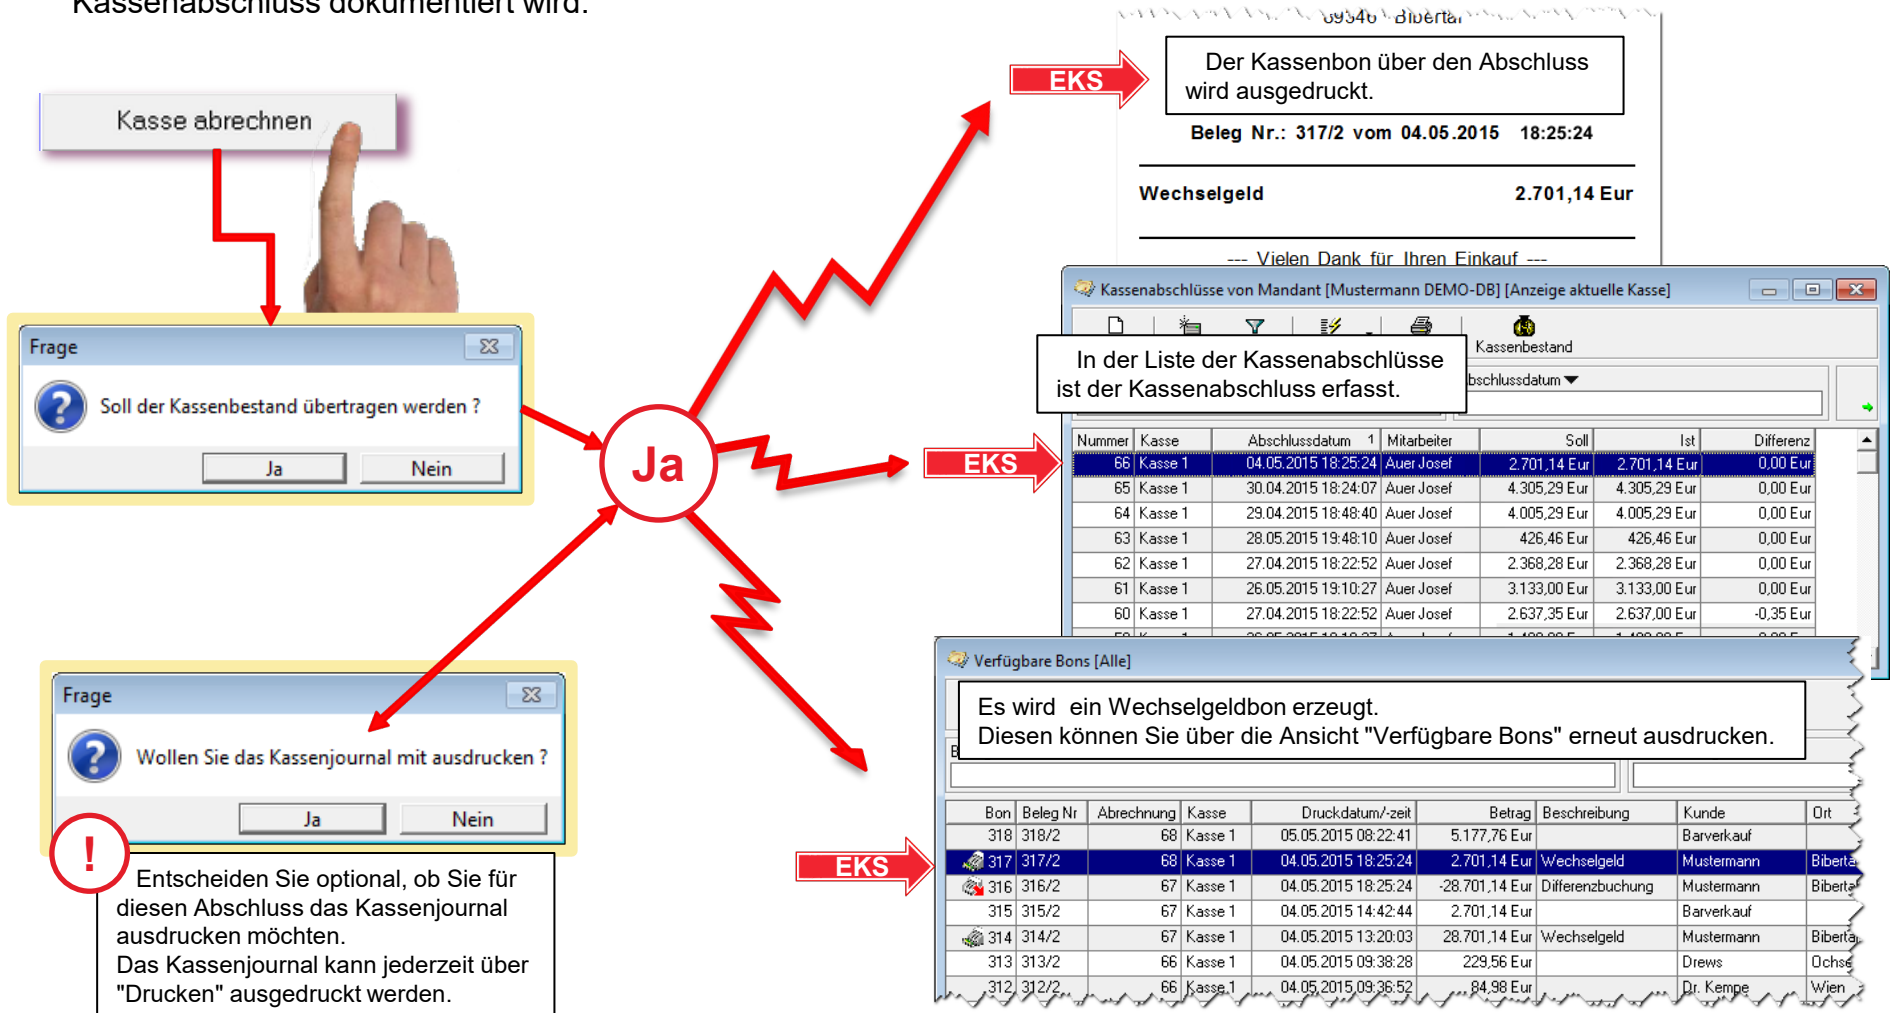 Kassenabschluss dokumentiert wird.
Kasse abrechnen
Frage
Soll der Kassenbestand übertragen werden ?
Ja Nein
Ja
Frage
Wollen Sie das Kassenjournal mit ausdrucken ?
Ja Nein
!
Entscheiden Sie optional, ob Sie für
diesen Abschluss das Kassenjournal
ausdrucken möchten.
Das Kassenjournal kann jederzeit über
"Drucken" ausgedruckt werden.
EKS
89346 Bibertal
Der Kassenbon über den Abschluss
wird ausgedruckt.
Beleg Nr.: 317/2 vom 04.05.2015 18:25:24
Wechselgeld 2.701,14 Eur
--- Vielen Dank für Ihren Einkauf ---
EKS
Kassenabschlüsse von Mandant [Mustermann DEMO-DB] [Anzeige aktuelle Kasse]
Kassenbestand
In der Liste der Kassenabschlüsse
ist der Kassenabschluss erfasst.
bschlussdatum
Nummer Kasse Abschlussdatum 1 Mitarbeiter Soll Ist Differenz
66 Kasse 1 04.05.2015 18:25:24 Auer Josef 2.701,14 Eur 2.701,14 Eur 0,00 Eur
65 Kasse 1 30.04.2015 18:24:07 Auer Josef 4.305,29 Eur 4.305,29 Eur 0,00 Eur
64 Kasse 1 29.04.2015 18:48:40 Auer Josef 4.005,29 Eur 4.005,29 Eur 0,00 Eur
63 Kasse 1 28.05.2015 19:48:10 Auer Josef 426,46 Eur 426,46 Eur 0,00 Eur
62 Kasse 1 27.04.2015 18:22:52 Auer Josef 2.368,28 Eur 2.368,28 Eur 0,00 Eur
61 Kasse 1 26.05.2015 19:10:27 Auer Josef 3.133,00 Eur 3.133,00 Eur 0,00 Eur
60 Kasse 1 27.04.2015 18:22:52 Auer Josef 2.637,35 Eur 2.637,00 Eur -0,35 Eur
EKS
Verfügbare Bons [Alle]
Es wird ein Wechselgeldbon erzeugt.
Diesen können Sie über die Ansicht "Verfügbare Bons" erneut ausdrucken.
Bon Beleg Nr Abrechnung Kasse Druckdatum/-zeit Betrag Beschreibung Kunde Ort
318 318/2 68 Kasse 1 05.05.2015 08:22:41 5.177,76 Eur Barverkauf
317 317/2 68 Kasse 1 04.05.2015 18:25:24 2.701,14 Eur Wechselgeld Mustermann Biberta
316 316/2 67 Kasse 1 04.05.2015 18:25:24 -28.701,14 Eur Differenzbuchung Mustermann Biberta
315 315/2 67 Kasse 1 04.05.2015 14:42:44 2.701,14 Eur Barverkauf
314 314/2 67 Kasse 1 04.05.2015 13:20:03 28.701,14 Eur Wechselgeld Mustermann Biberta
313 313/2 66 Kasse 1 04.05.2015 09:38:28 229,56 Eur Drews Ochse
312 312/2 66 Kasse 1 04.05.2015 09:36:52 84,98 Eur Dr. Kempe Wien